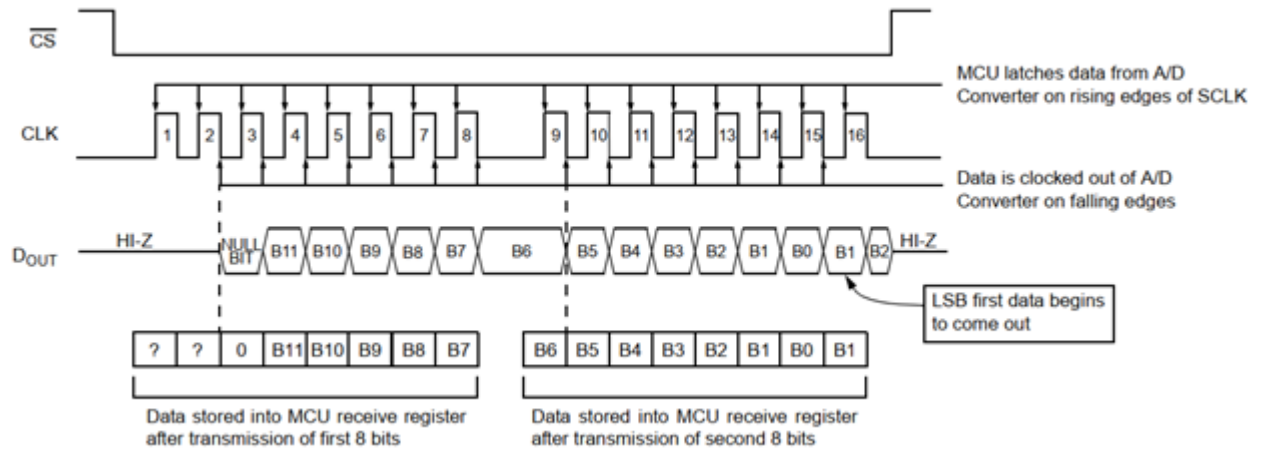 CS
MCU latches data from A/D
Converter on rising edges of SCLK
CLK
1 2 3 4 5 6 7 8 9 10 11 12 13 14 15 16
Data is clocked out of A/D
Converter on falling edges
DOUT
HI-Z
NULL
BIT
B11 B10 B9 B8 B7 B6 B5 B4 B3 B2 B1 B0 B1 B2
HI-Z
LSB first data begins
to come out
? ? 0 B11 B10 B9 B8 B7
B6 B5 B4 B3 B2 B1 B0 B1
Data stored into MCU receive register
after transmission of first 8 bits
Data stored into MCU receive register
after transmission of second 8 bits